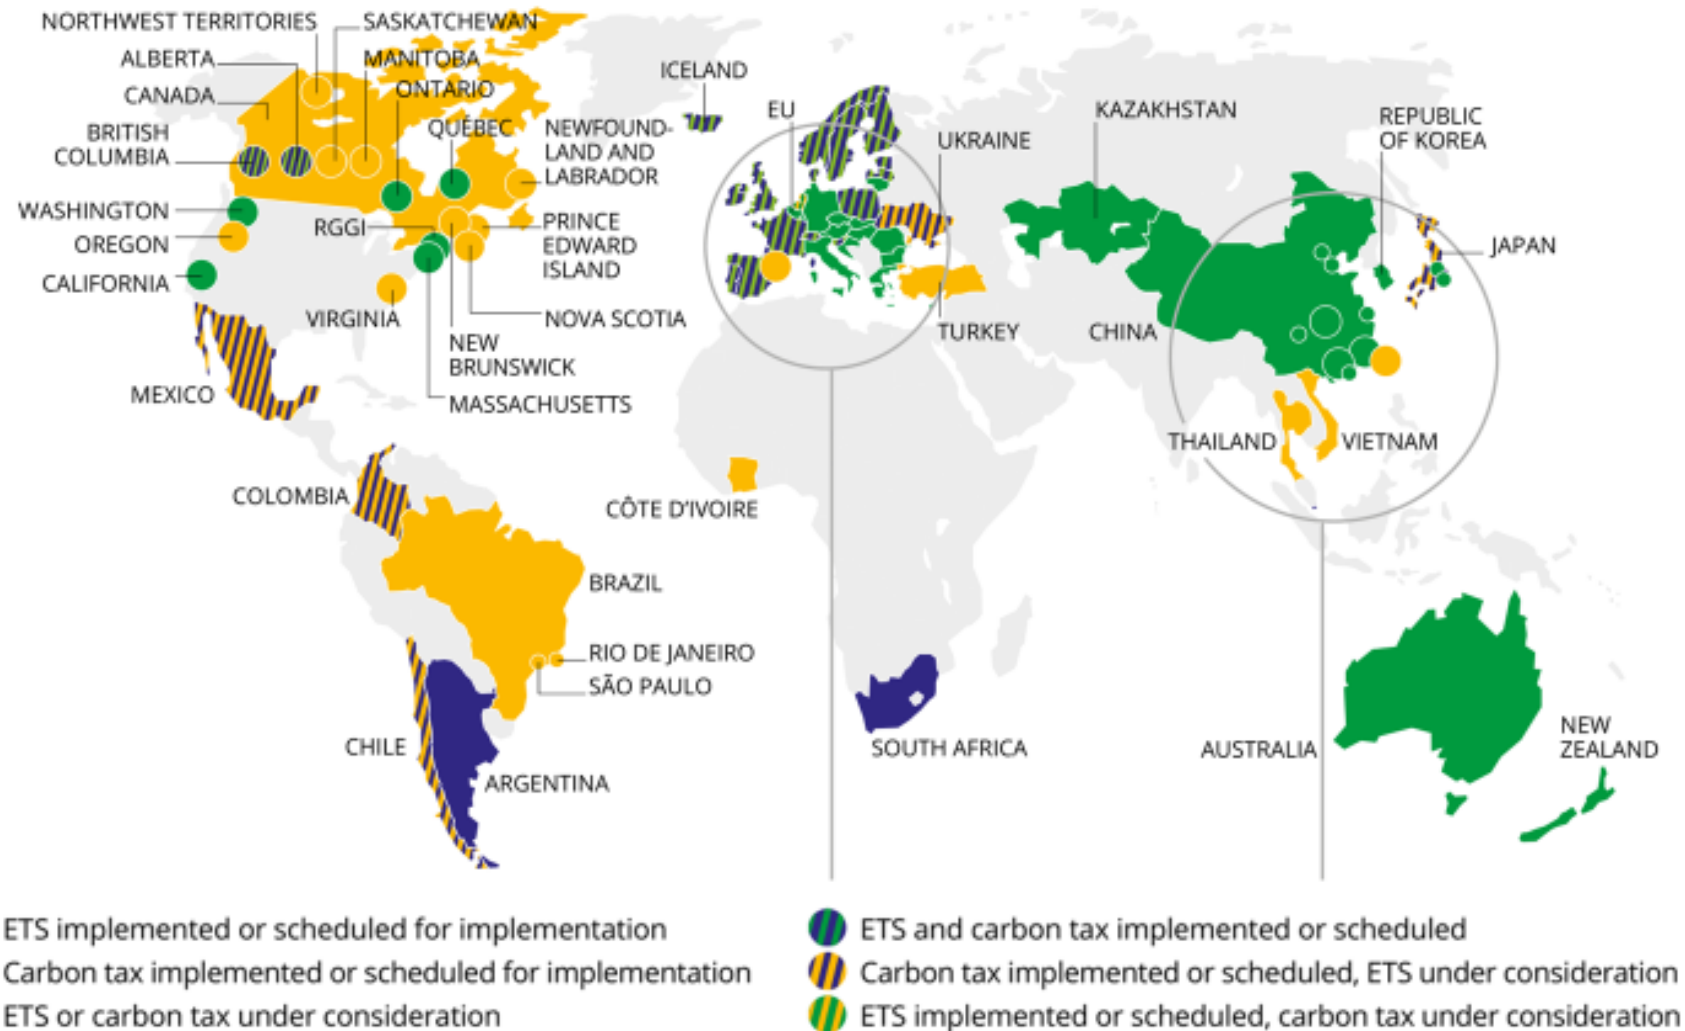 NORTHWEST TERRITORIES
SASKATCHEWAN
ALBERTA
MANITOBA
CANADA
ONTARIO
BRITISH
COLUMBIA
QUÉBEC
NEWFOUND-
LAND AND
LABRADOR
WASHINGTON
OREGON
CALIFORNIA
RGGI
PRINCE
EDWARD
ISLAND
VIRGINIA
NOVA SCOTIA
NEW
BRUNSWICK
MASSACHUSETTS
MEXICO
COLOMBIA
BRAZIL
RIO DE JANEIRO
SÃO PAULO
CHILE
ARGENTINA
ICELAND
EU
UKRAINE
TURKEY
CÔTE D'IVOIRE
SOUTH AFRICA
KAZAKHSTAN
REPUBLIC
OF KOREA
JAPAN
CHINA
THAILAND
VIETNAM
AUSTRALIA
NEW
ZEALAND
ETS implemented or scheduled for implementation
Carbon tax implemented or scheduled for implementation
ETS or carbon tax under consideration
ETS and carbon tax implemented or scheduled
Carbon tax implemented or scheduled, ETS under consideration
ETS implemented or scheduled, carbon tax under consideration